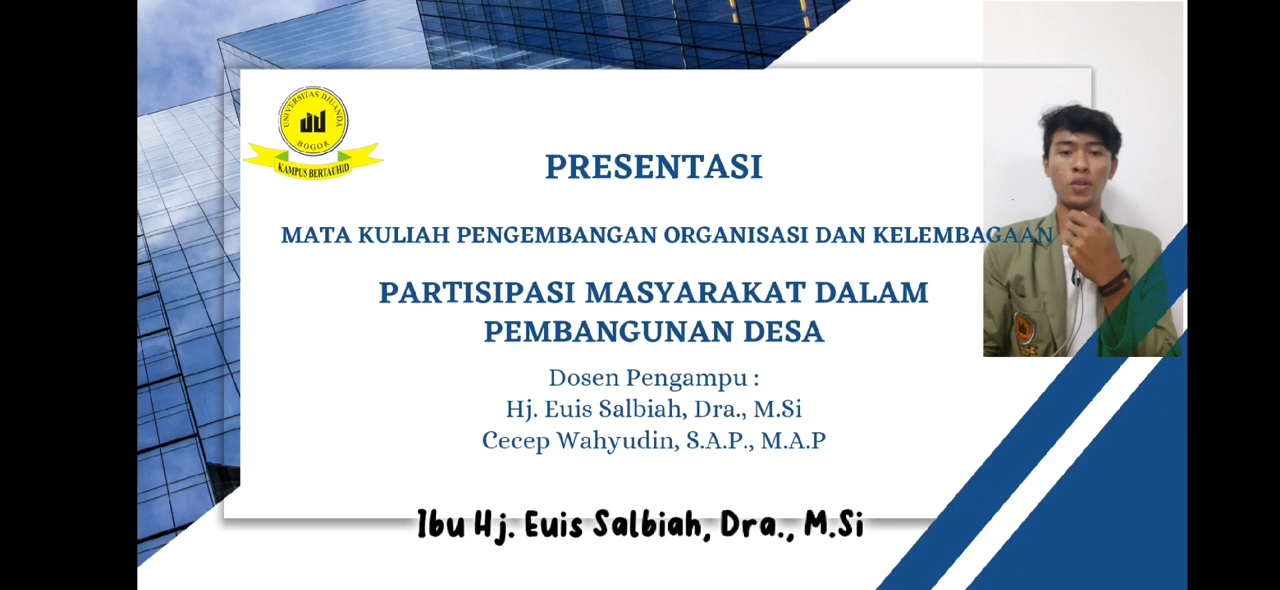 UNIVERSITAS DJUANDA
BOGOR
KAMPUS BERTAUHID
PRESENTASI
MATA KULIAH PENGEMBANGAN ORGANISASI DAN KELEMBAGAAN
PARTISIPASI MASYARAKAT DALAM
PEMBANGUNAN DESA
Dosen Pengampu :
Hj. Euis Salbiah, Dra., M.Si
Cecep Wahyudin, S.A.P., M.A.P
Ibu Hj. Euis Salbiah, Dra., M.Si